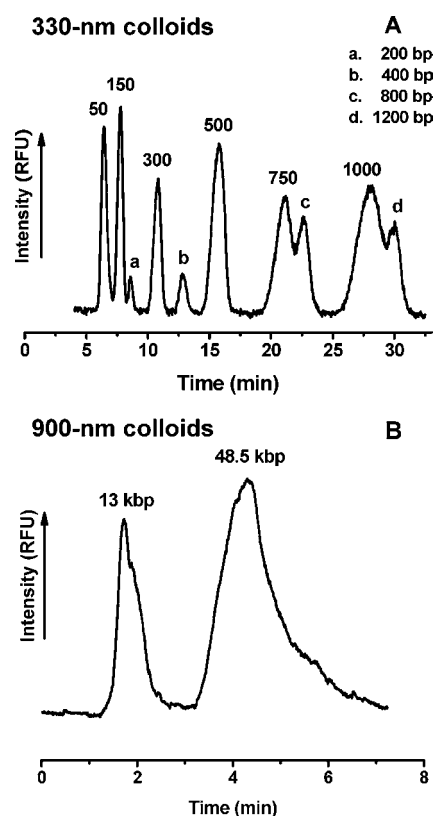 330-nm colloids
A
a. 200 bp
b. 400 bp
c. 800 bp
d. 1200 bp
50
150
300
500
750
1000
a
b
c
d
Intensity (RFU)
0 5 10 15 20 25 30
Time (min)
900-nm colloids
B
13 kbp
48.5 kbp
Intensity (RFU)
0 2 4 6 8
Time (min)